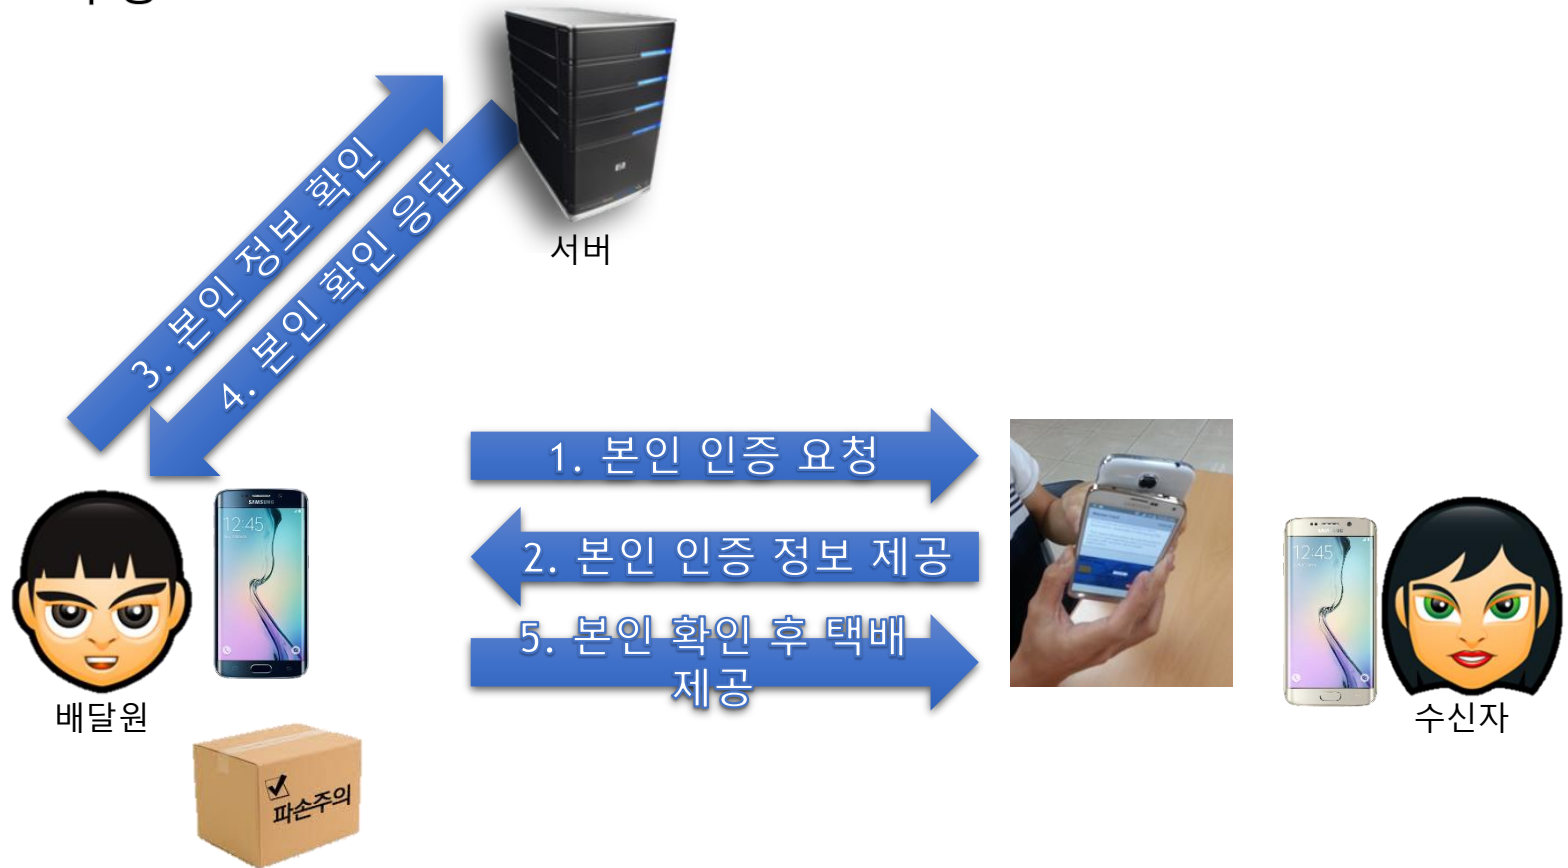 서버
3. 본인 정보 확인
4. 본인 확인 응답
1. 본인 인증 요청
2. 본인 인증 정보 제공
5. 본인 확인 후 택배
제공
SAMSUNG
12:45
12:45
배달원
수신자
파손주의